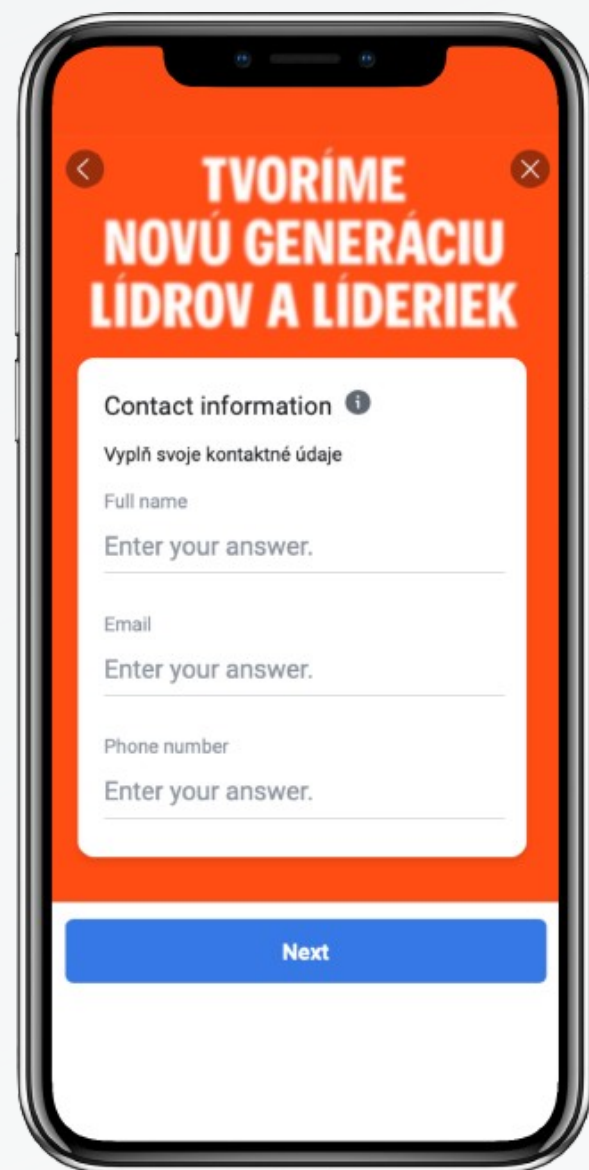 TVORÍME
NOVÚ GENERÁCIU
LÍDROV A LÍDERIEK
Contact information
Vyplň svoje kontaktné údaje
Full name
Enter your answer.
Email
Enter your answer.
Phone number
Enter your answer.
Next